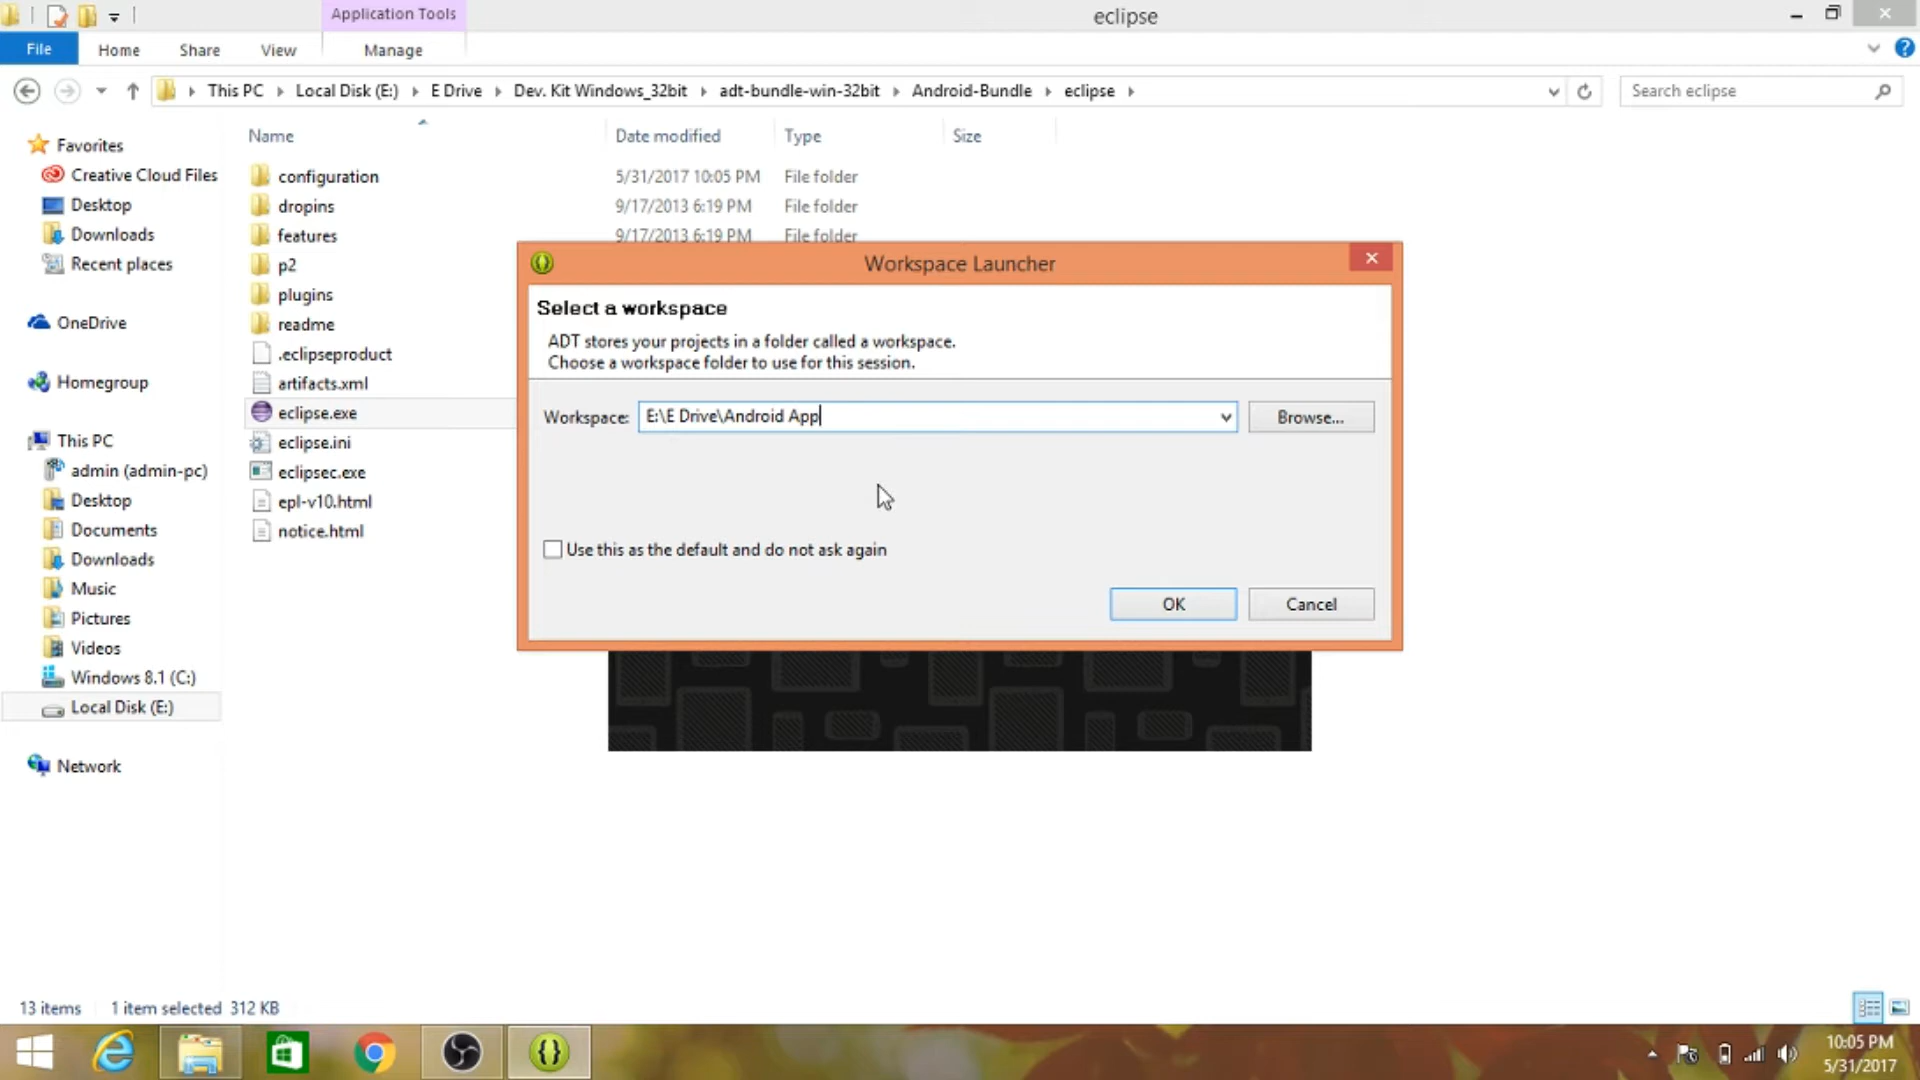 Application Tools
eclipse
File Home Share View Manage
This PC Local Disk (E:) E Drive Dev. Kit Windows_32bit adt-bundle-win-32bit Android-Bundle eclipse
Search eclipse
Name Date modified Type Size
Favorites
Creative Cloud Files
Desktop
Downloads
Recent places
OneDrive
Homegroup
This PC
admin (admin-pc)
Desktop
Documents
Downloads
Music
Pictures
Videos
Windows 8.1 (C:)
Local Disk (E:)
Network
configuration 5/31/2017 10:05 PM File folder
dropins 9/17/2013 6:19 PM File folder
features 9/17/2013 6:19 PM File folder
p2
plugins
readme
.eclipseproduct
artifacts.xml
eclipse.exe
eclipse.ini
eclipsec.exe
epl-v10.html
notice.html
Workspace Launcher
Select a workspace
ADT stores your projects in a folder called a workspace.
Choose a workspace folder to use for this session.
Workspace: E:\E Drive\Android App Browse...
Use this as the default and do not ask again
OK Cancel
13 items 1 item selected 312 KB
10:05 PM
5/31/2017